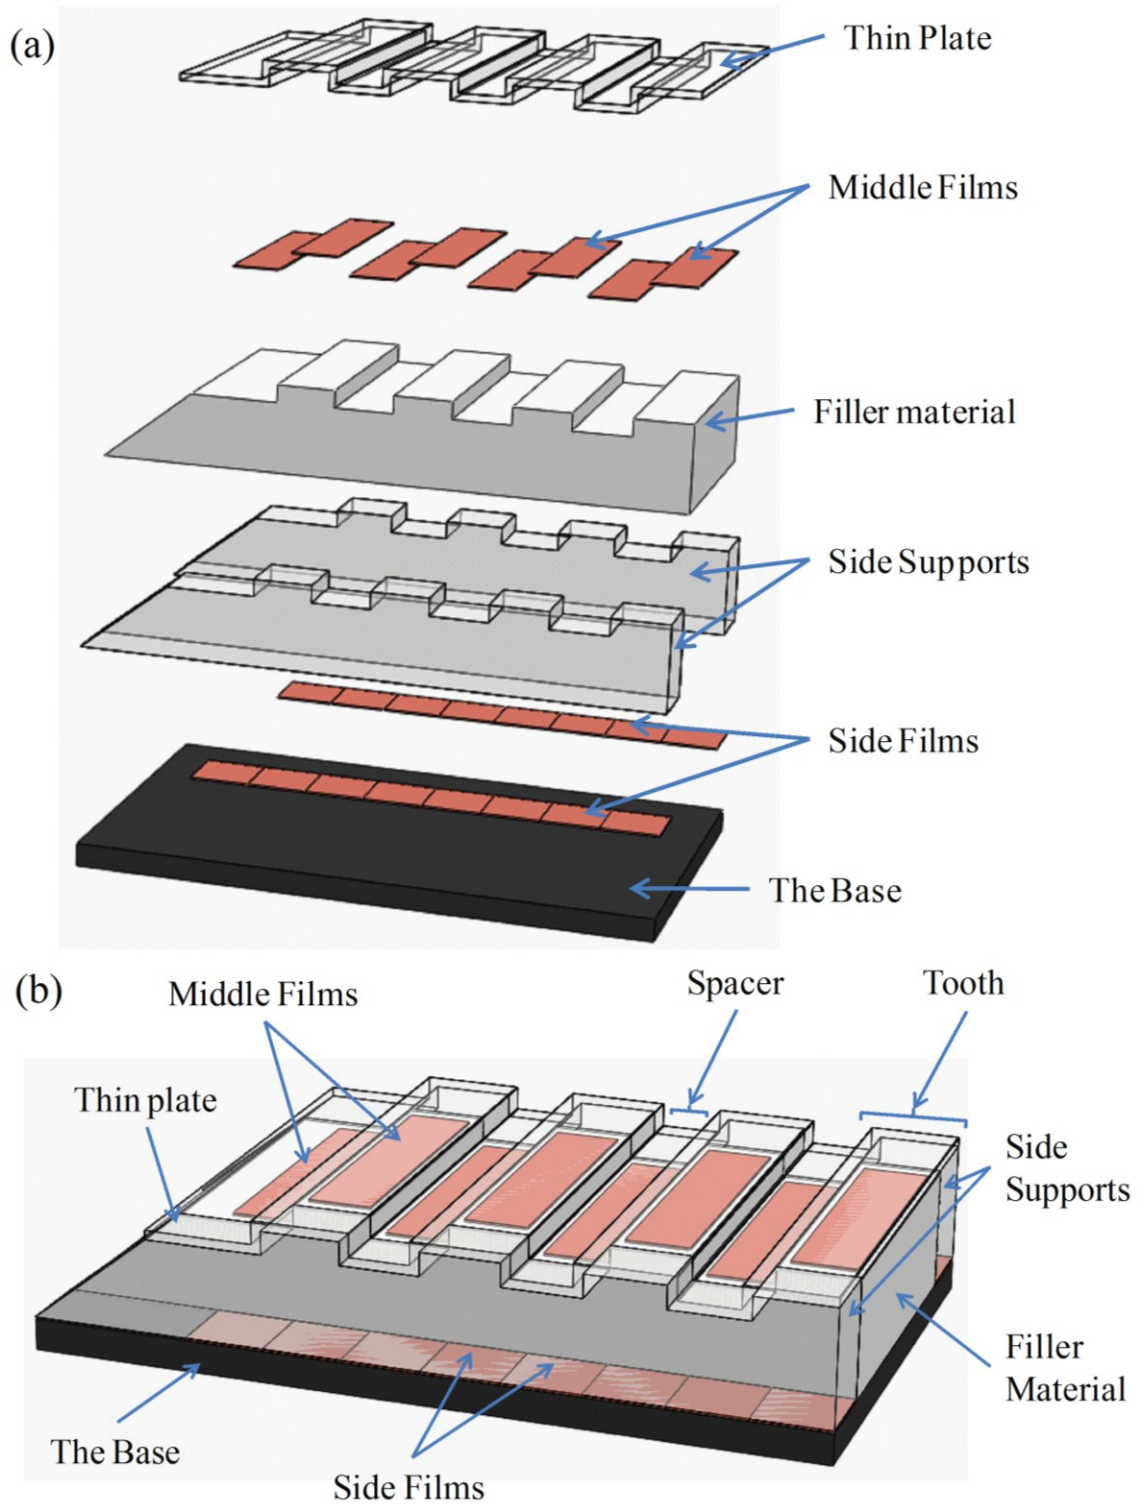 (a)
Thin Plate
Middle Films
Filler material
Side Supports
Side Films
The Base
(b)
Middle Films
Spacer
Tooth
Thin plate
Side
Supports
Filler
Material
The Base
Side Films